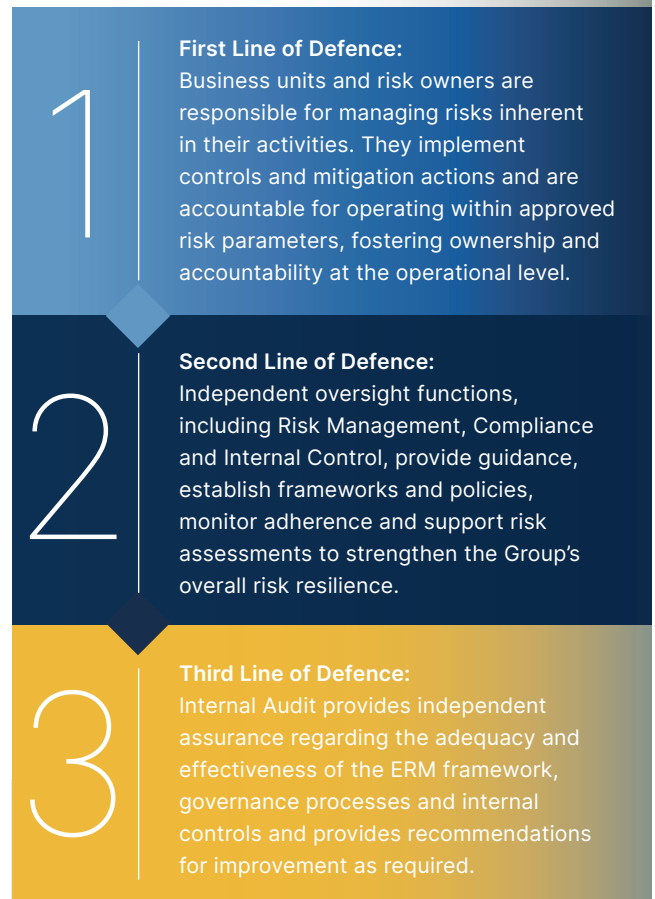 1
First Line of Defence:
Business units and risk owners are
responsible for managing risks inherent
in their activities. They implement
controls and mitigation actions and are
accountable for operating within approved
risk parameters, fostering ownership and
accountability at the operational level.
2
Second Line of Defence:
Independent oversight functions,
including Risk Management, Compliance
and Internal Control, provide guidance,
establish frameworks and policies,
monitor adherence and support risk
assessments to strengthen the Group’s
overall risk resilience.
3
Third Line of Defence:
Internal Audit provides independent
assurance regarding the adequacy and
effectiveness of the ERM framework,
governance processes and internal
controls and provides recommendations
for improvement as required.